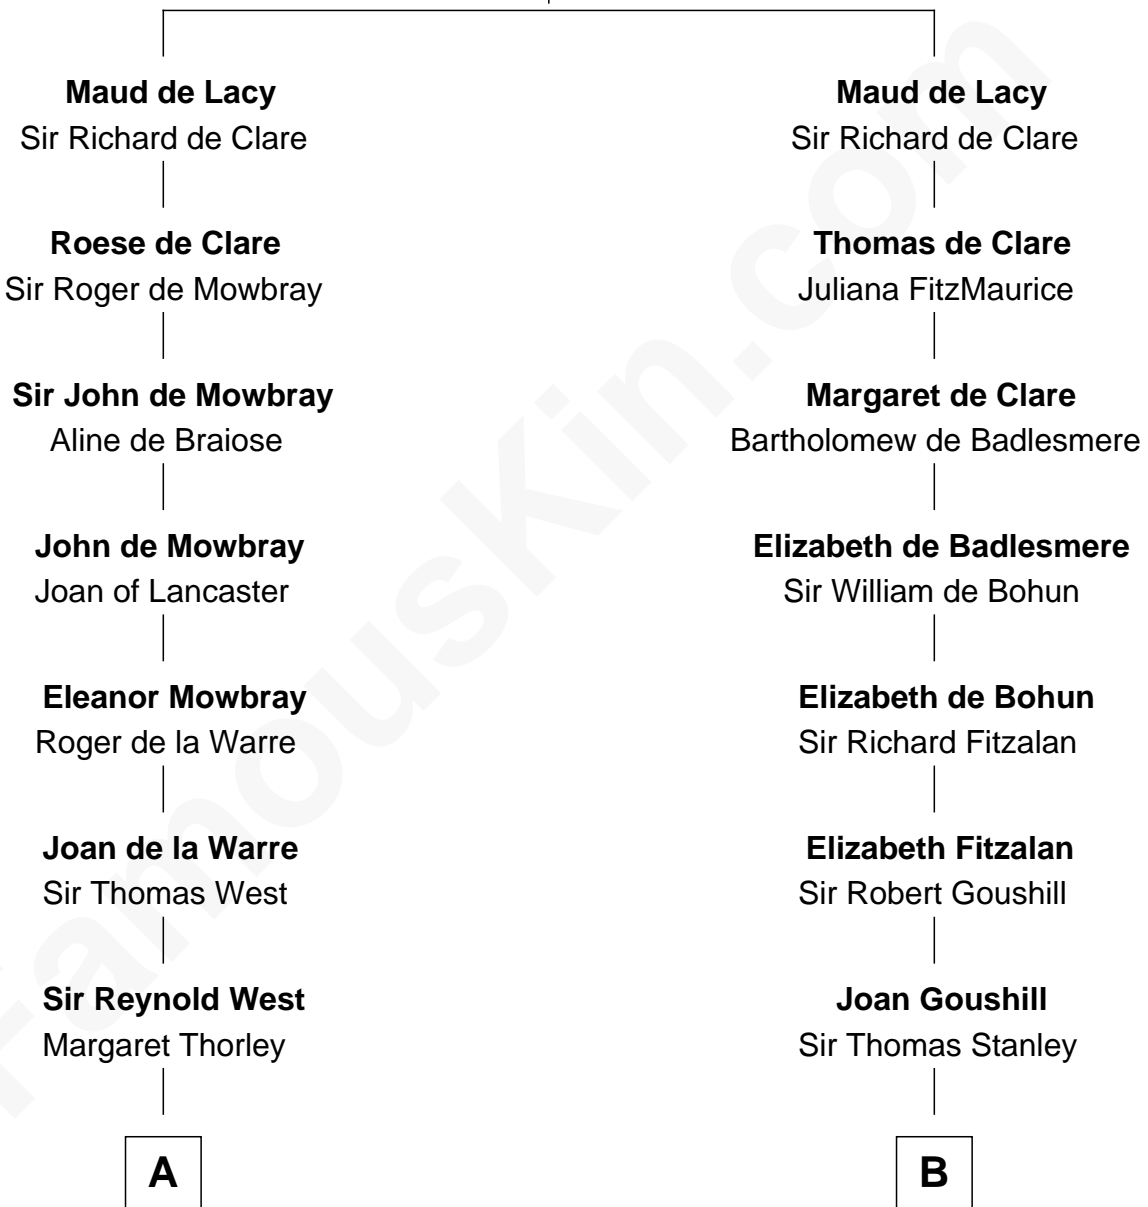 Maud de Lacy
Sir Richard de Clare
Roese de Clare
Sir Roger de Mowbray
Sir John de Mowbray
Aline de Braiose
John de Mowbray
Joan of Lancaster
Eleanor Mowbray
Roger de la Warre
Joan de la Warre
Sir Thomas West
Sir Reynold West
Margaret Thorley
A
Maud de Lacy
Sir Richard de Clare
Thomas de Clare
Juliana FitzMaurice
Margaret de Clare
Bartholomew de Badlesmere
Elizabeth de Badlesmere
Sir William de Bohun
Elizabeth de Bohun
Sir Richard Fitzalan
Elizabeth Fitzalan
Sir Robert Goushill
Joan Goushill
Sir Thomas Stanley
B
FamousKin.com